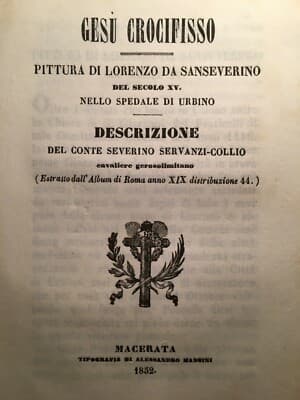 GESÙ CROCIFISSO
PITTURA DI LORENZO DA SANSEVERINO
DEL SECOLO XV.
NELLO SPEDALE DI URBINO
DESCRIZIONE
DEL CONTE SEVERINO SERVANZI-COLLIO
cavaliere gerosolimitano
(Estratto dall'Album di Roma anno XIX distribuzione 44.)
MACERATA
TIPOGRAFIA DI ALESSANDRO MANCINI
1852.